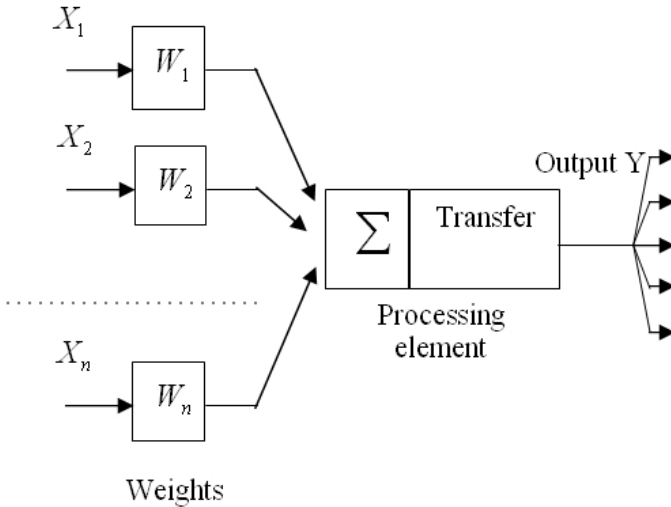 X₁
W₁
X₂
W₂
Output Y
∑
Transfer
Processing
element
Xₙ
Wₙ
Weights